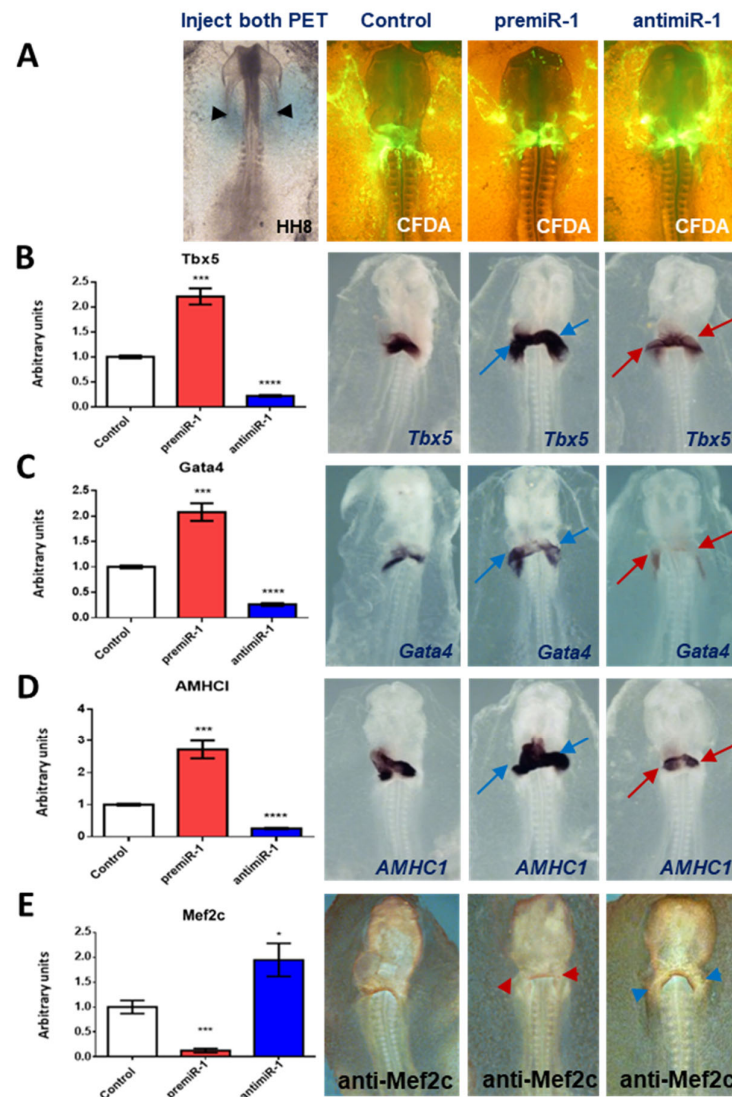 Inject both PET
Control
premiR-1
antimiR-1
A
HH8
CFDA
CFDA
CFDA
B
Tbx5
Arbitrary units
2.5
2.0
1.5
1.0
0.5
0.0
***
****
Control
premiR-1
antimiR-1
Tbx5
Tbx5
Tbx5
C
Gata4
Arbitrary units
2.5
2.0
1.5
1.0
0.5
0.0
***
****
Control
premiR-1
antimiR-1
Gata4
Gata4
Gata4
D
AMHCI
Arbitrary units
4
3
2
1
0
***
****
Control
premiR-1
antimiR-1
AMHC1
AMHC1
AMHC1
E
Mef2c
Arbitrary units
2.5
2.0
1.5
1.0
0.5
0.0
***
*
Control
premiR-1
antimiR-1
anti-Mef2c
anti-Mef2c
anti-Mef2c